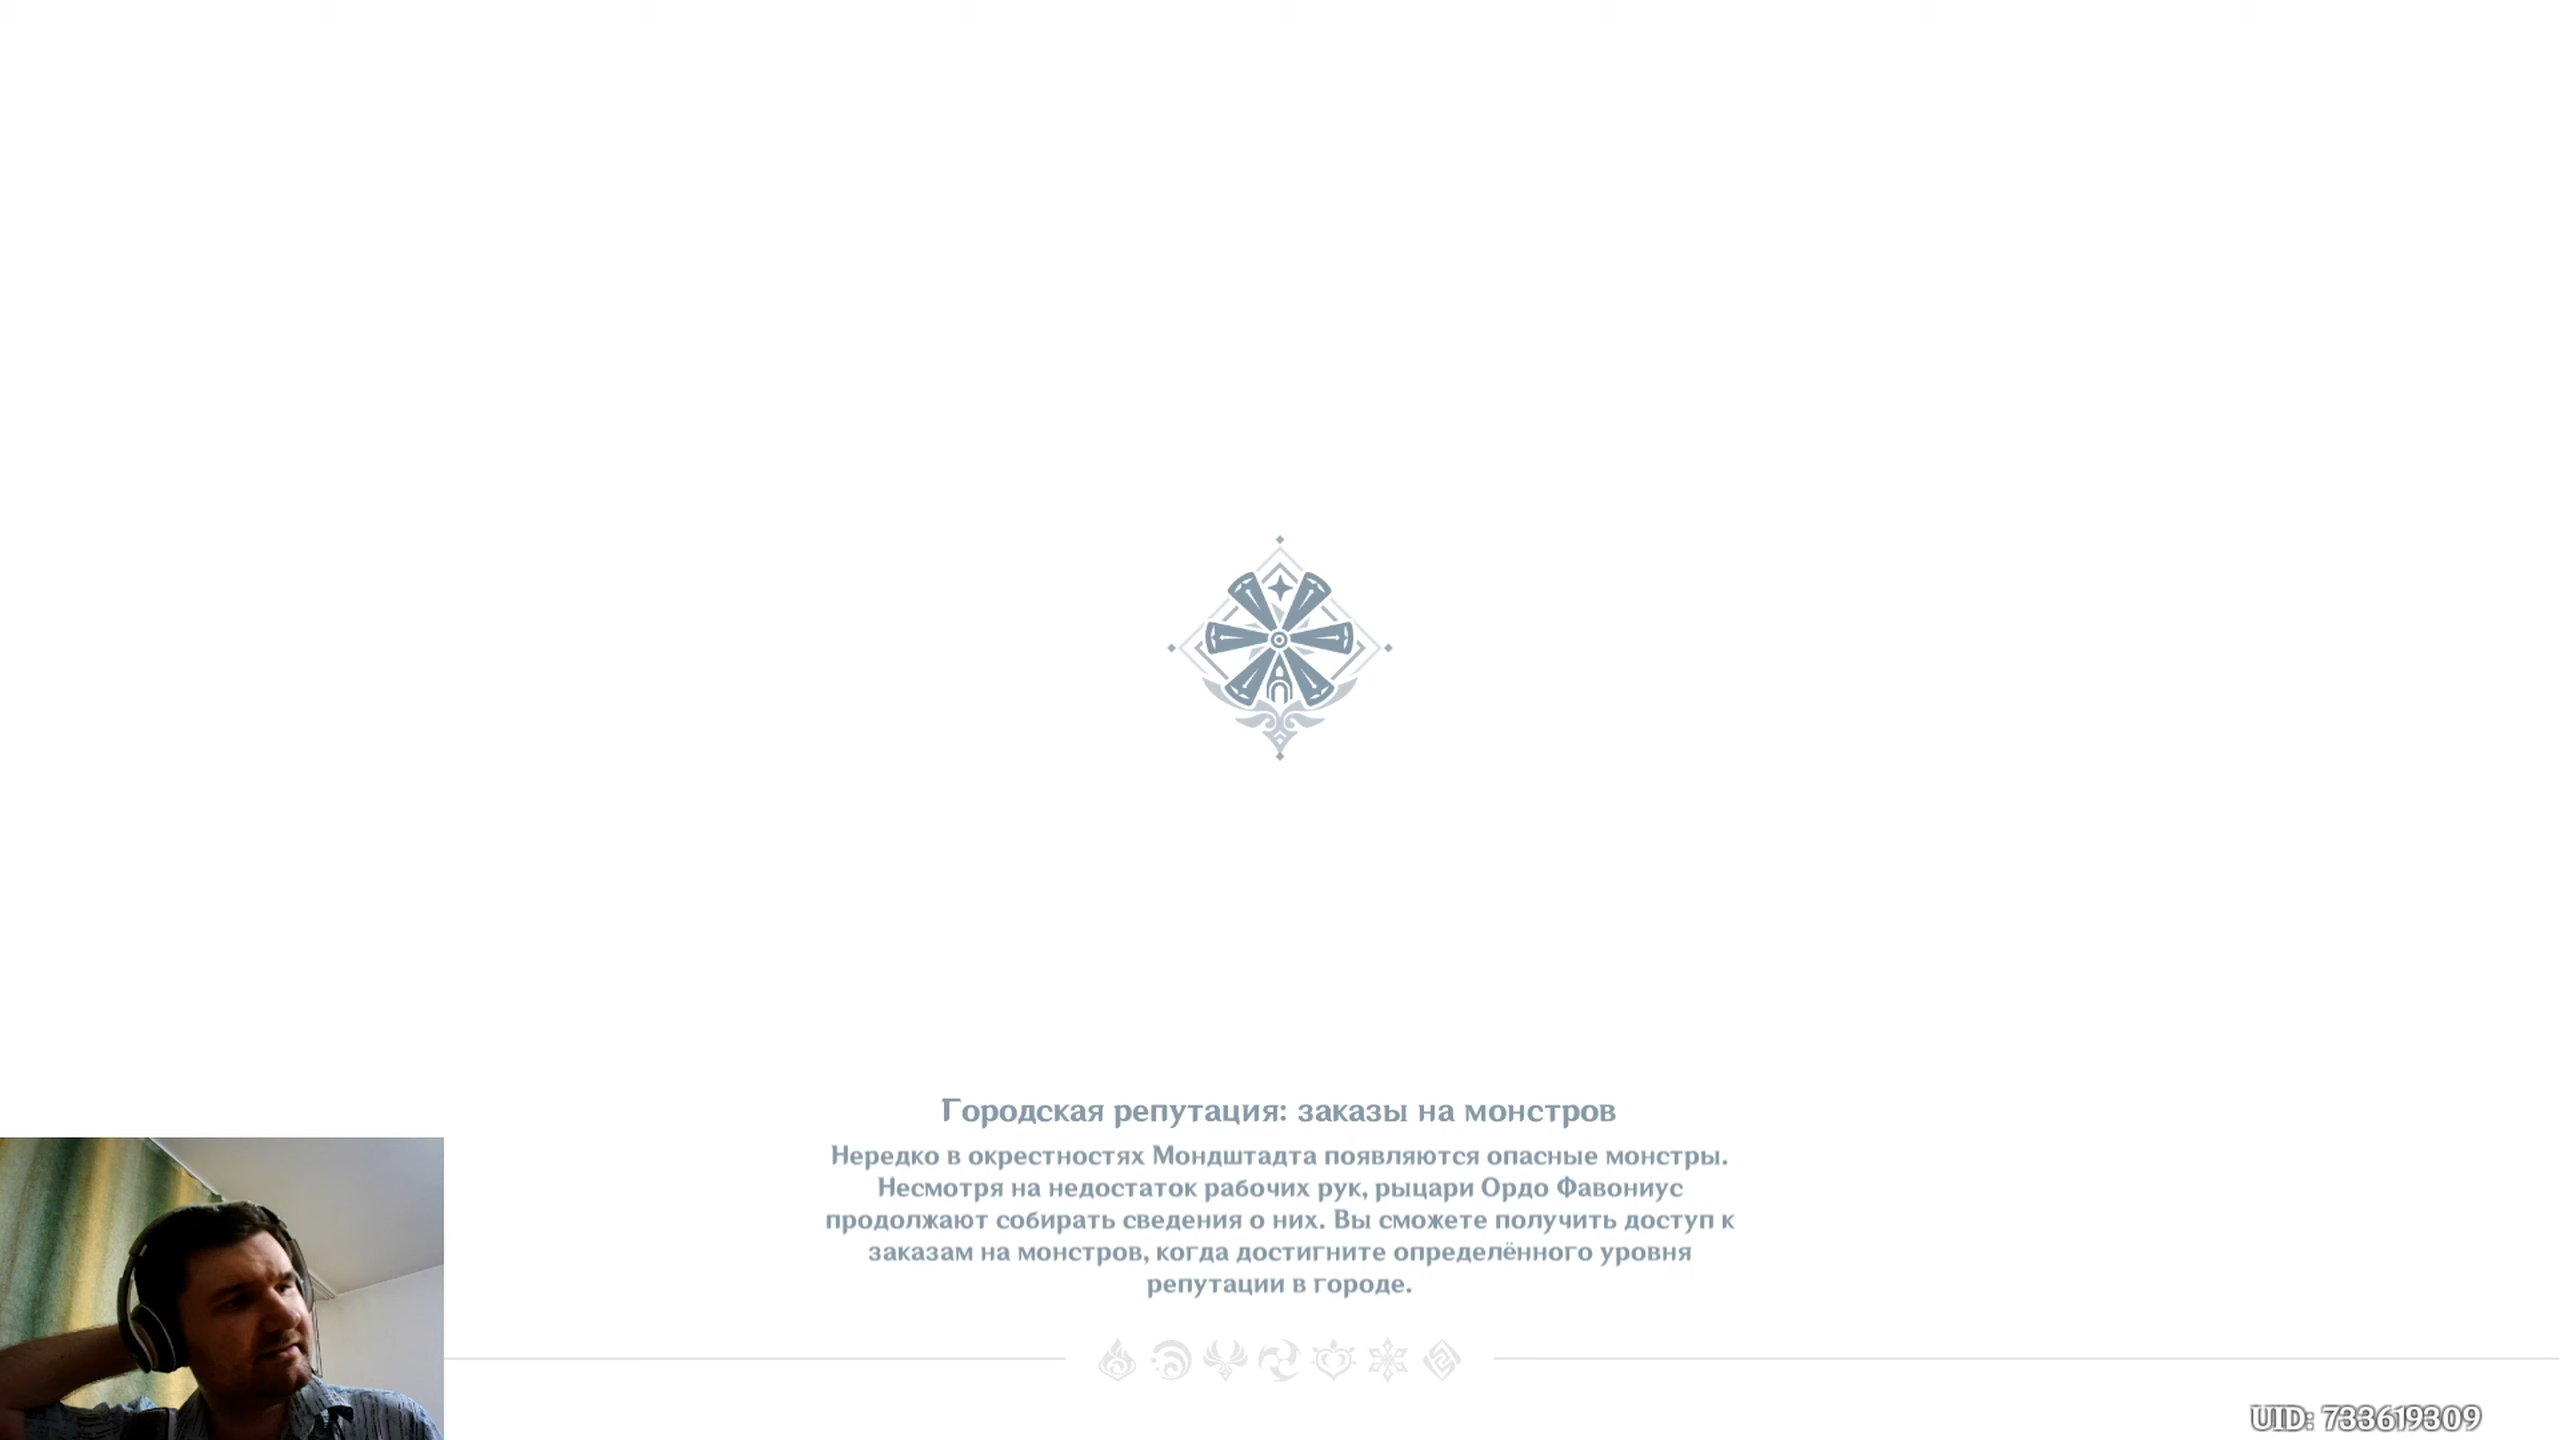 Городская репутация: заказы на монстров
Нередко в окрестностях Мондштадта появляются опасные монстры.
Несмотря на недостаток рабочих рук, рыцари Ордо Фавониус
продолжают собирать сведения о них. Вы сможете получить доступ к
заказам на монстров, когда достигните определённого уровня
репутации в городе.
UID: 733619309